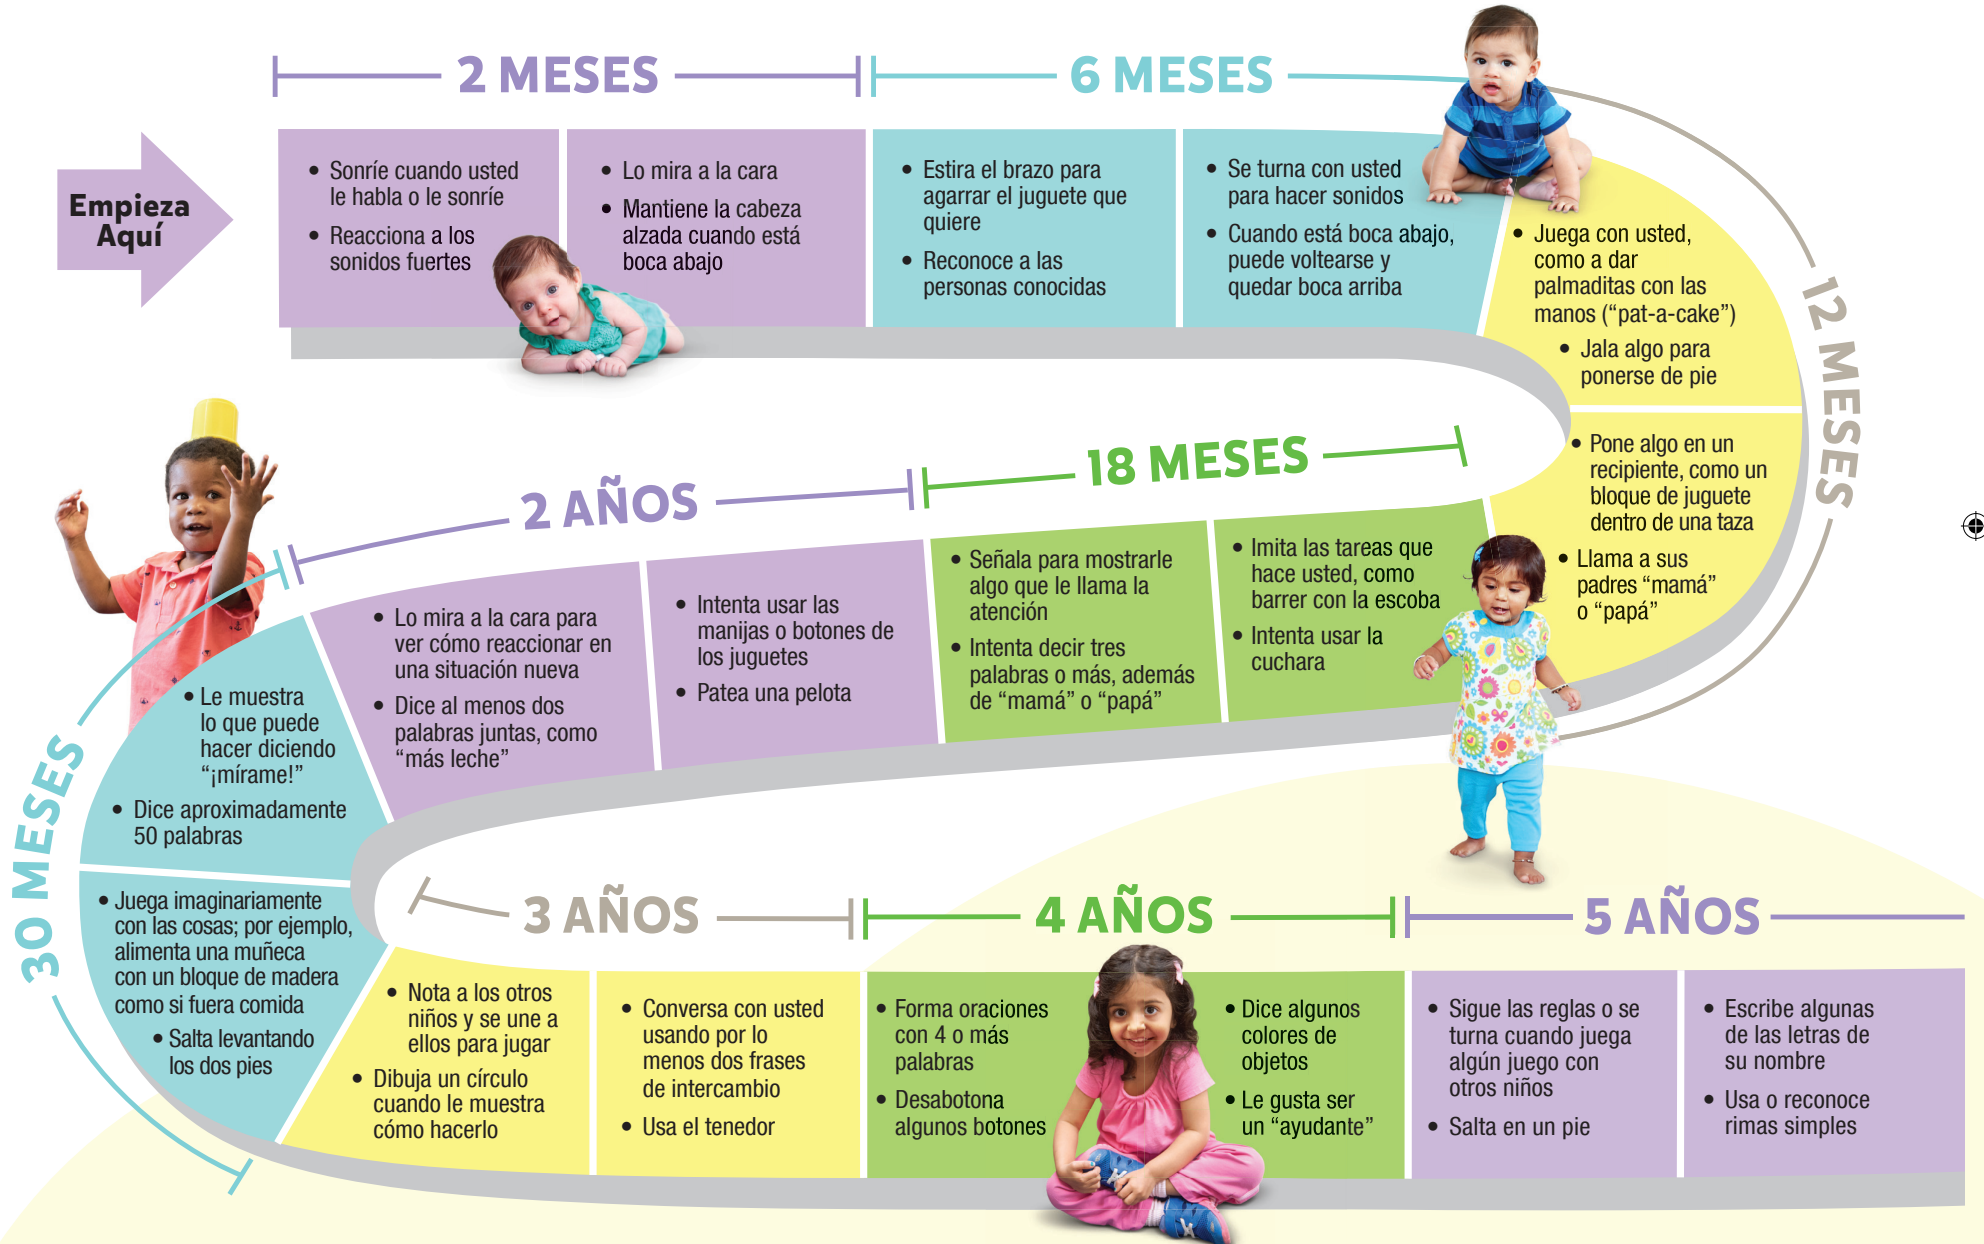 2 MESES
6 MESES
Empieza
Aquí
• Sonríe cuando usted
le habla o le sonríe
• Reacciona a los
sonidos fuertes
• Lo mira a la cara
• Mantiene la cabeza
alzada cuando está
boca abajo
• Estira el brazo para
agarrar el juguete que
quiere
• Reconoce a las
personas conocidas
• Se turna con usted
para hacer sonidos
• Cuando está boca abajo,
puede voltearse y
quedar boca arriba
12 MESES
• Juega con usted,
como a dar
palmaditas con las
manos (“pat-a-cake”)
• Jala algo para
ponerse de pie
• Pone algo en un
recipiente, como un
bloque de juguete
dentro de una taza
• Llama a sus
padres “mamá”
o “papá”
18 MESES
• Señala para mostrarle
algo que le llama la
atención
• Intenta decir tres
palabras o más, además
de “mamá” o “papá”
• Imita las tareas que
hace usted, como
barrer con la escoba
• Intenta usar la
cuchara
2 AÑOS
• Lo mira a la cara para
ver cómo reaccionar en
una situación nueva
• Dice al menos dos
palabras juntas, como
“más leche”
• Intenta usar las
manijas o botones de
los juguetes
• Patea una pelota
30 MESES
• Le muestra
lo que puede
hacer diciendo
“¡mírame!”
• Dice aproximadamente
50 palabras
• Juega imaginariamente
con las cosas; por ejemplo,
alimenta una muñeca
con un bloque de madera
como si fuera comida
• Salta levantando
los dos pies
3 AÑOS
• Nota a los otros
niños y se une a
ellos para jugar
• Dibuja un círculo
cuando le muestra
cómo hacerlo
• Conversa con usted
usando por lo
menos dos frases
de intercambio
• Usa el tenedor
4 AÑOS
• Forma oraciones
con 4 o más
palabras
• Desabotona
algunos botones
• Dice algunos
colores de
objetos
• Le gusta ser
un “ayudante”
5 AÑOS
• Sigue las reglas o se
turna cuando juega
algún juego con
otros niños
• Salta en un pie
• Escribe algunas
de las letras de
su nombre
• Usa o reconoce
rimas simples